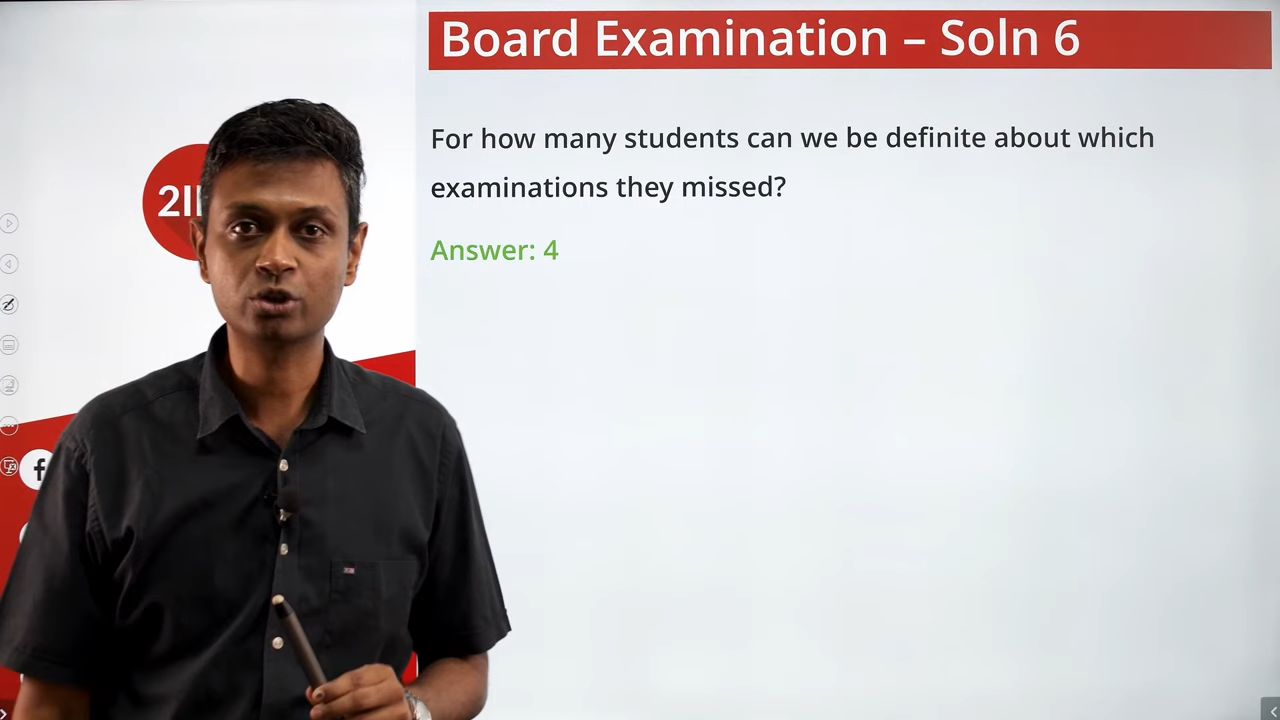 Board Examination – Soln 6
For how many students can we be definite about which
examinations they missed?
Answer: 4
2II
f